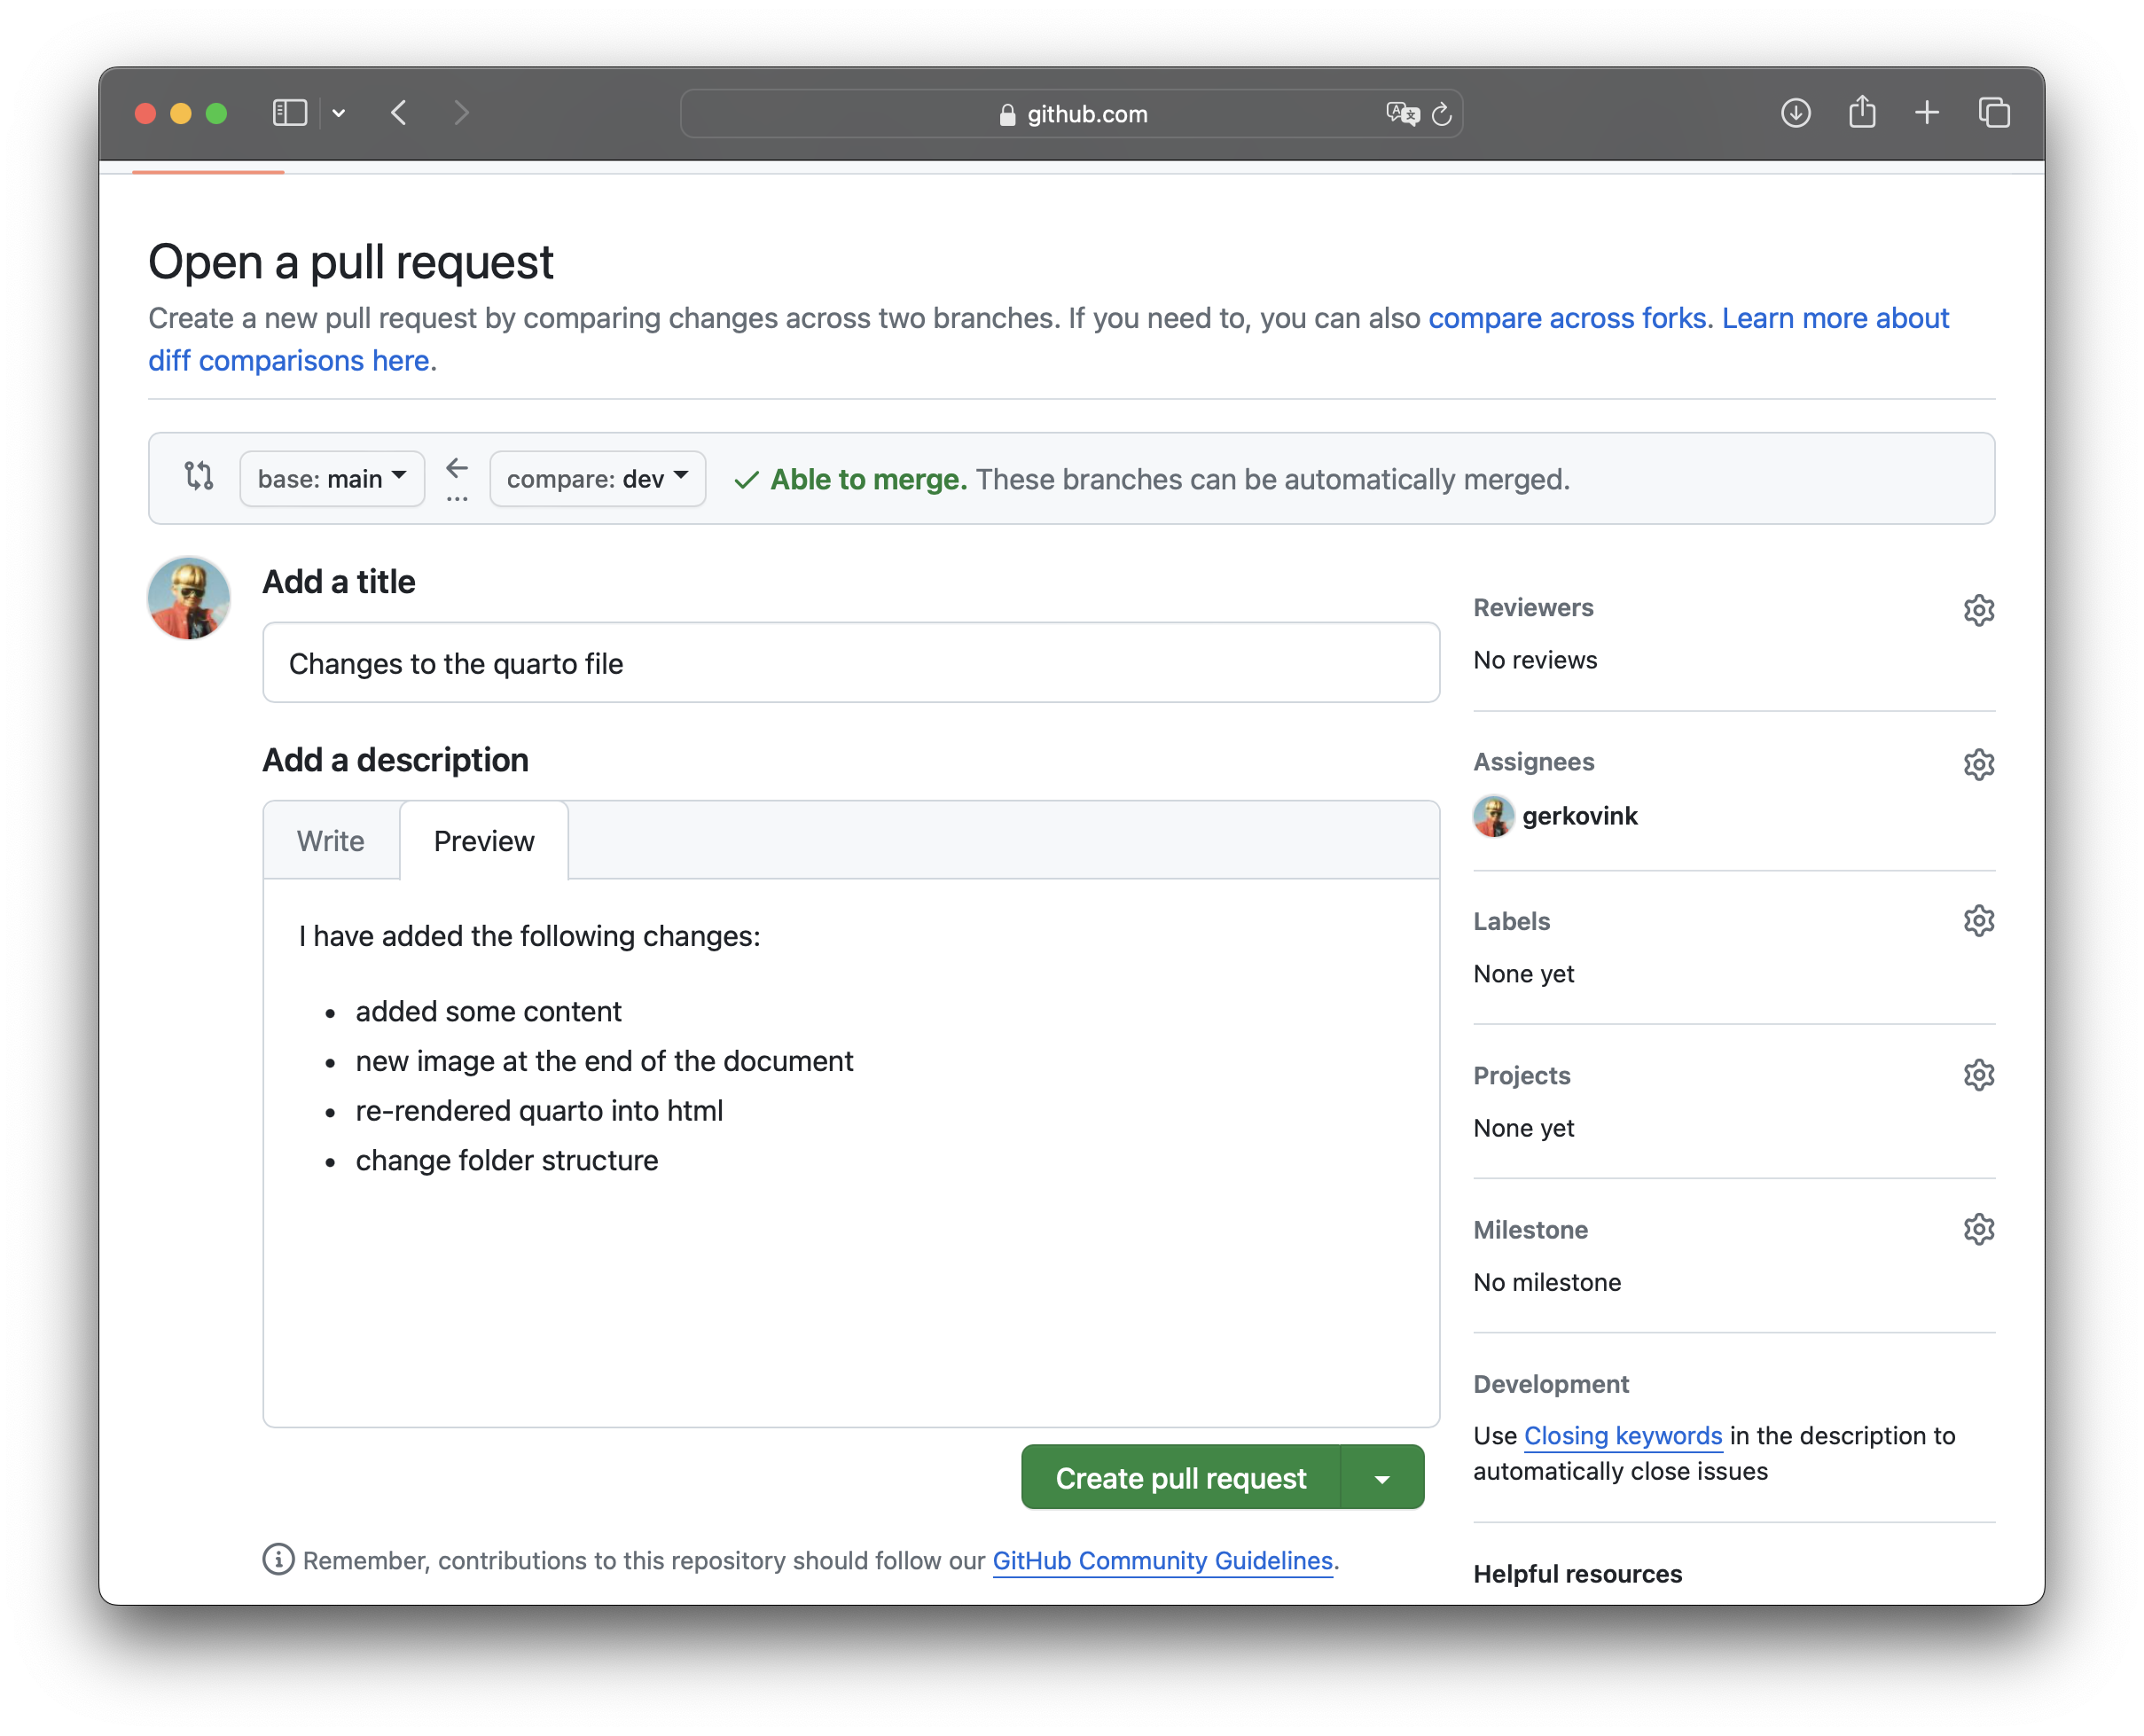 github.com
Open a pull request
Create a new pull request by comparing changes across two branches. If you need to, you can also compare across forks. Learn more about
diff comparisons here.
base: main
...
compare: dev
Able to merge. These branches can be automatically merged.
Add a title
Changes to the quarto file
Add a description
Write
Preview
I have added the following changes:
• added some content
• new image at the end of the document
• re-rendered quarto into html
• change folder structure
Create pull request
Remember, contributions to this repository should follow our GitHub Community Guidelines.
Reviewers
No reviews
Assignees
gerkovink
Labels
None yet
Projects
None yet
Milestone
No milestone
Development
Use Closing keywords in the description to
automatically close issues
Helpful resources